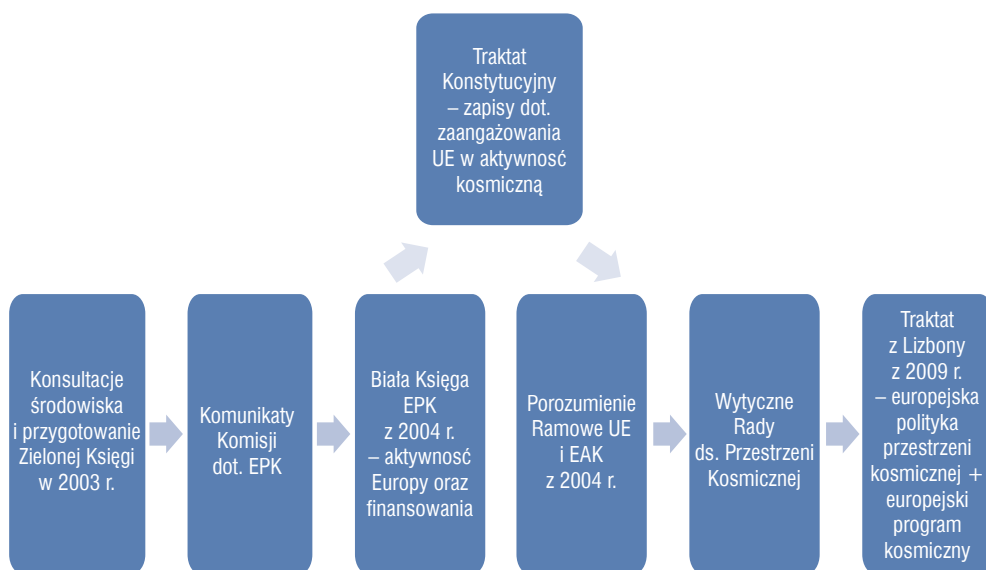 Traktat
Konstytucyjny
– zapisy dot.
zaangażowania
UE w aktywność
kosmiczną
Konsultacje
środowiska
i przygotowanie
Zielonej Księgi
w 2003 r.
Komunikaty
Komisji
dot. EPK
Biała Księga
EPK
z 2004 r.
– aktywność
Europy oraz
finansowania
Porozumienie
Ramowe UE
i EAK
z 2004 r.
Wytyczne
Rady
ds. Przestrzeni
Kosmicznej
Traktat
z Lizbony
z 2009 r.
– europejska
polityka
przestrzeni
kosmicznej +
europejski
program
kosmiczny